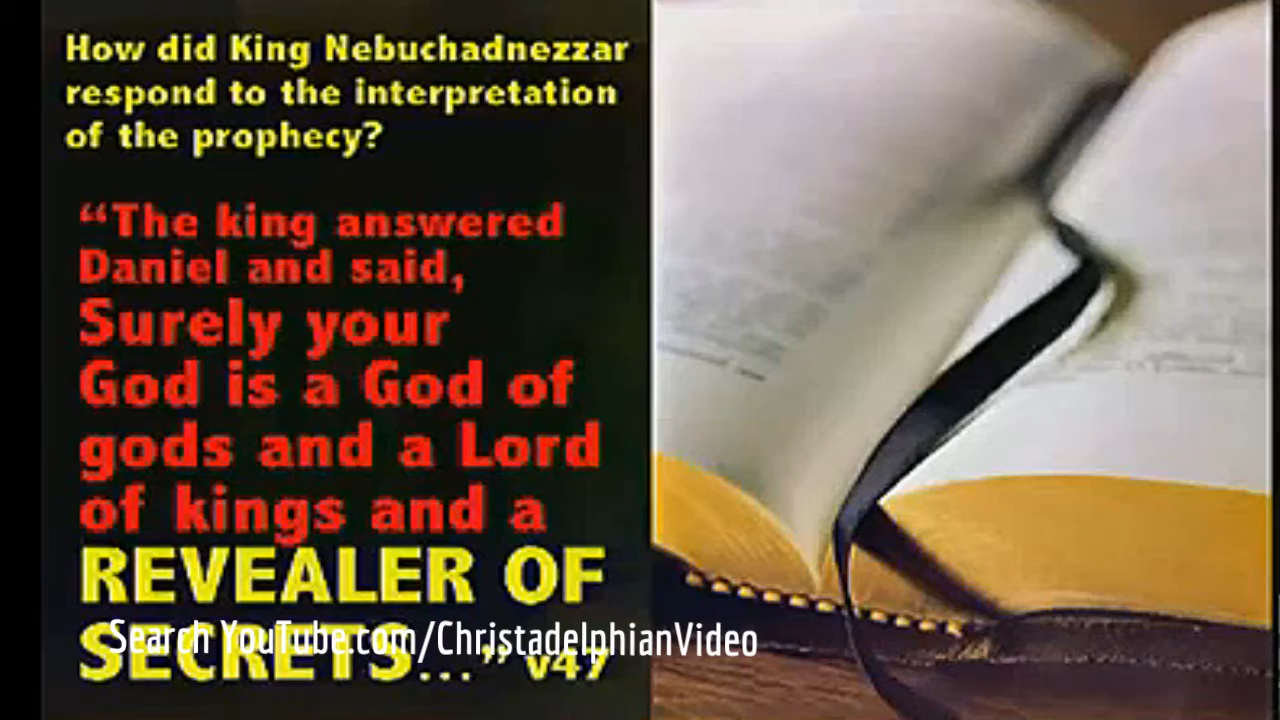 How did King Nebuchadnezzar
respond to the interpretation
of the prophecy?
“The king answered
Daniel and said,
Surely your
God is a God of
gods and a Lord
of kings and a
REVEALER OF
SECRETS...” v47
Search YouTube.com/ChristadelphianVideo